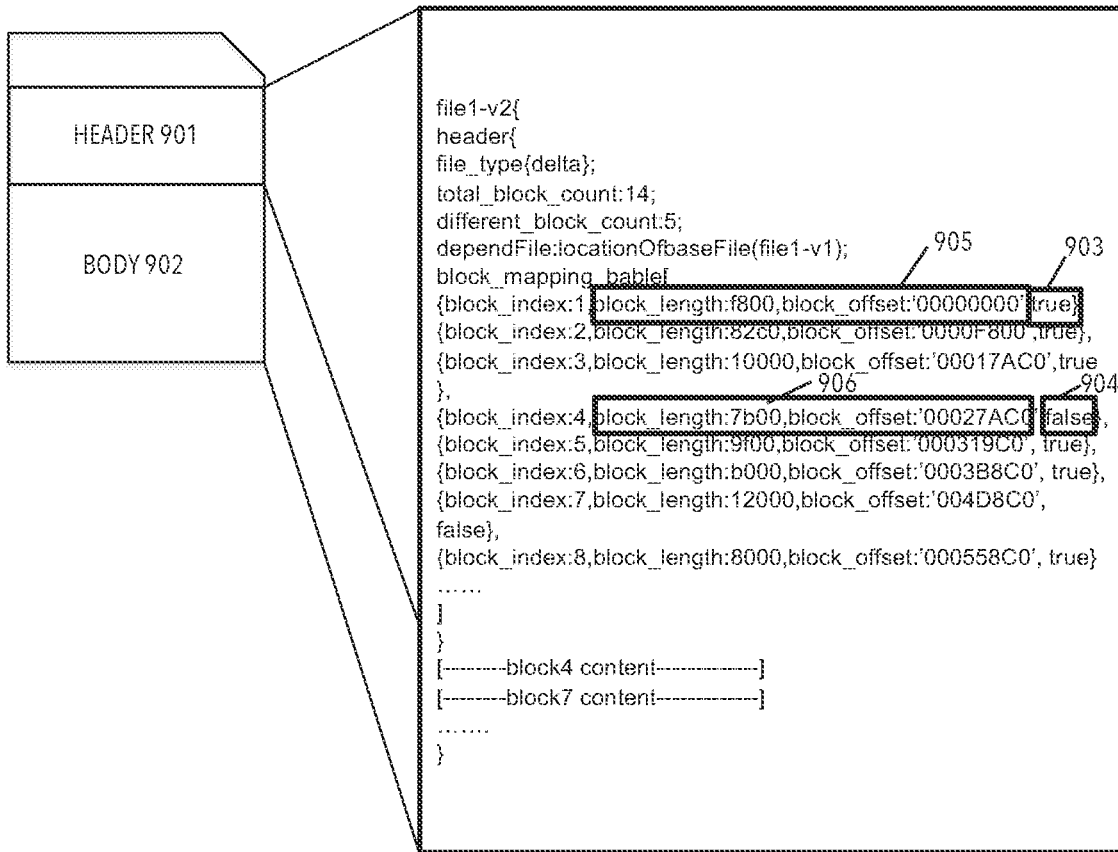 HEADER 901
BODY 902
file1-v2{
header{
file_type{delta};
total_block_count:14;
different_block_count:5;
dependFile:locationOfbaseFile(file1-v1);
905
903
block_mapping_bable[
{block_index:1,block_length:f800,block_offset:'00000000' true}
{block_index:2,block_length:82c0,block_offset:'0000F800',true},
{block_index:3,block_length:10000,block_offset:'00017AC0',true
},
906
904
{block_index:4,block_length:7b00,block_offset:'00027AC0' false},
{block_index:5,block_length:9f00,block_offset:'000319C0', true},
{block_index:6,block_length:b000,block_offset:'0003B8C0', true},
{block_index:7,block_length:12000,block_offset:'004D8C0',
false},
{block_index:8,block_length:8000,block_offset:'000558C0', true}
......
]
}
[---------block4 content---------------]
[---------block7 content---------------]
.......
}